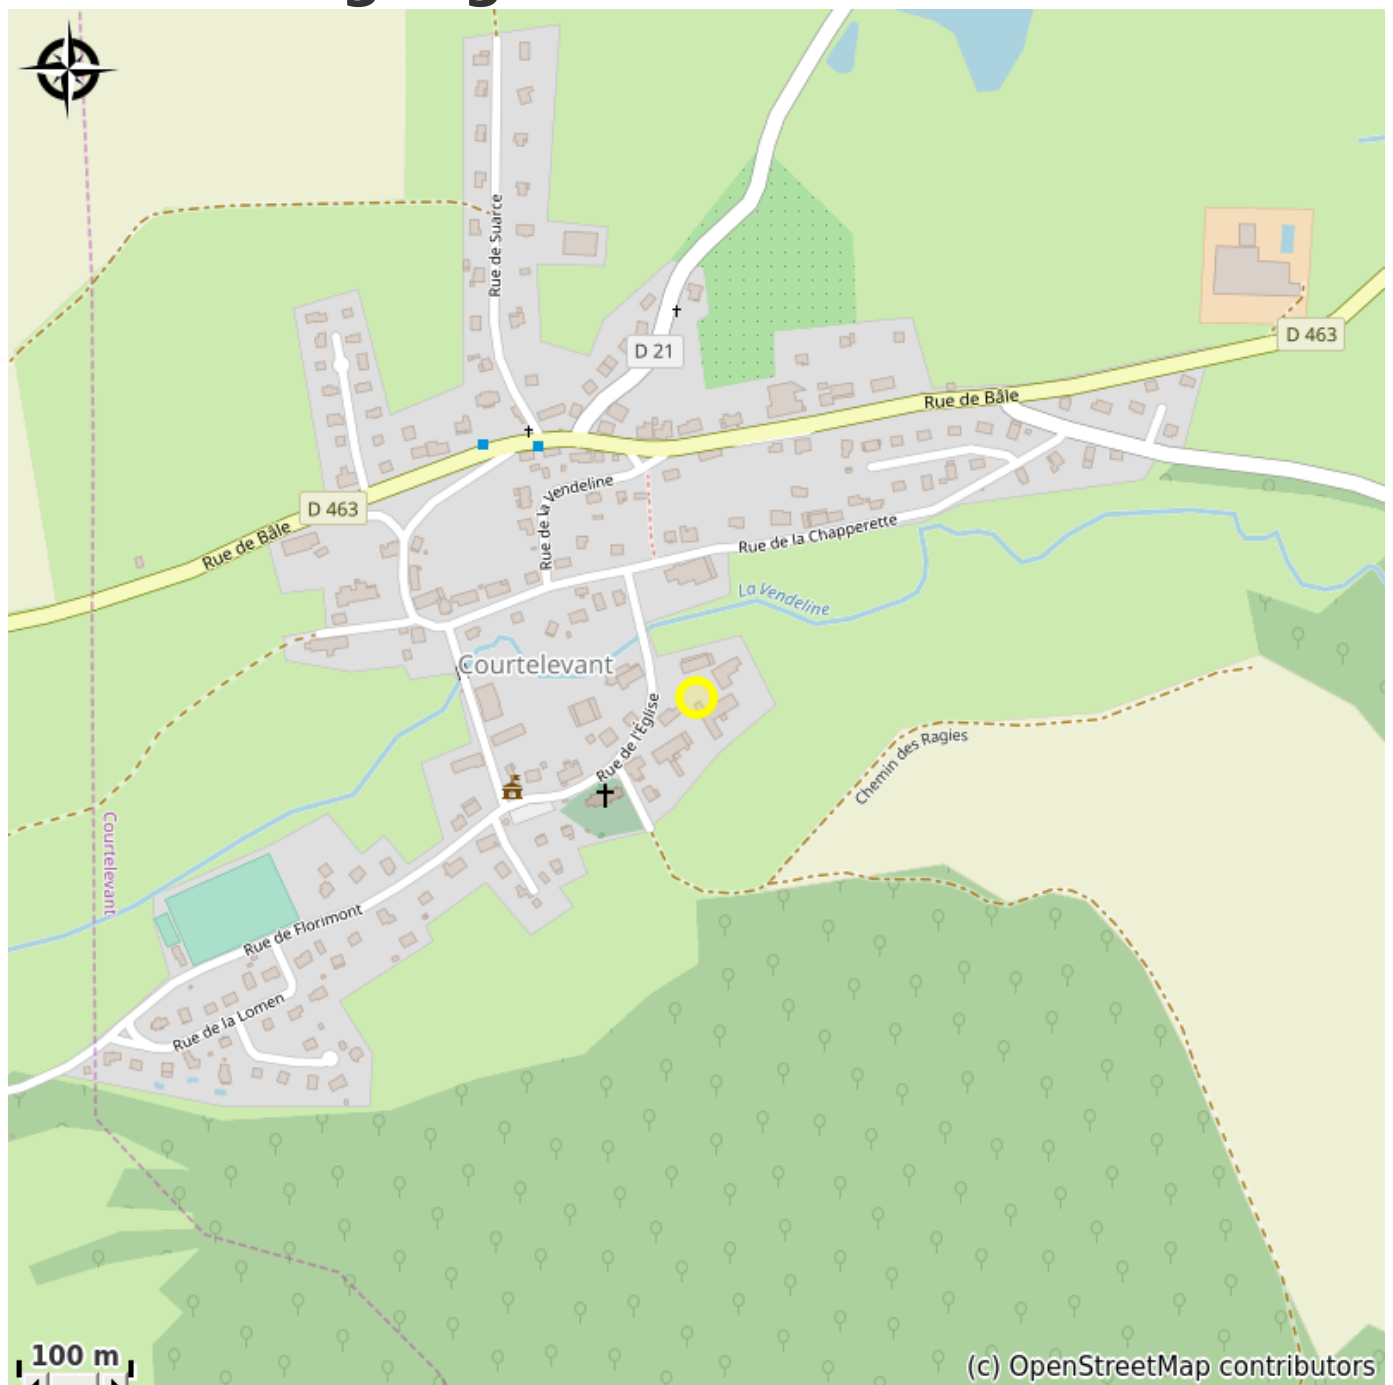 Rue de Suarce
D 21
D 463
Rue de Bâle
Rue de la Vendeline
D 463
Rue de Bâle
Rue de la Chapperette
La Vendeline
Courtelevant
Rue de l'Église
Chemin des Ragies
Courtelevant
Rue de Florimont
Rue de la Lomen
100 m
(c) OpenStreetMap contributors